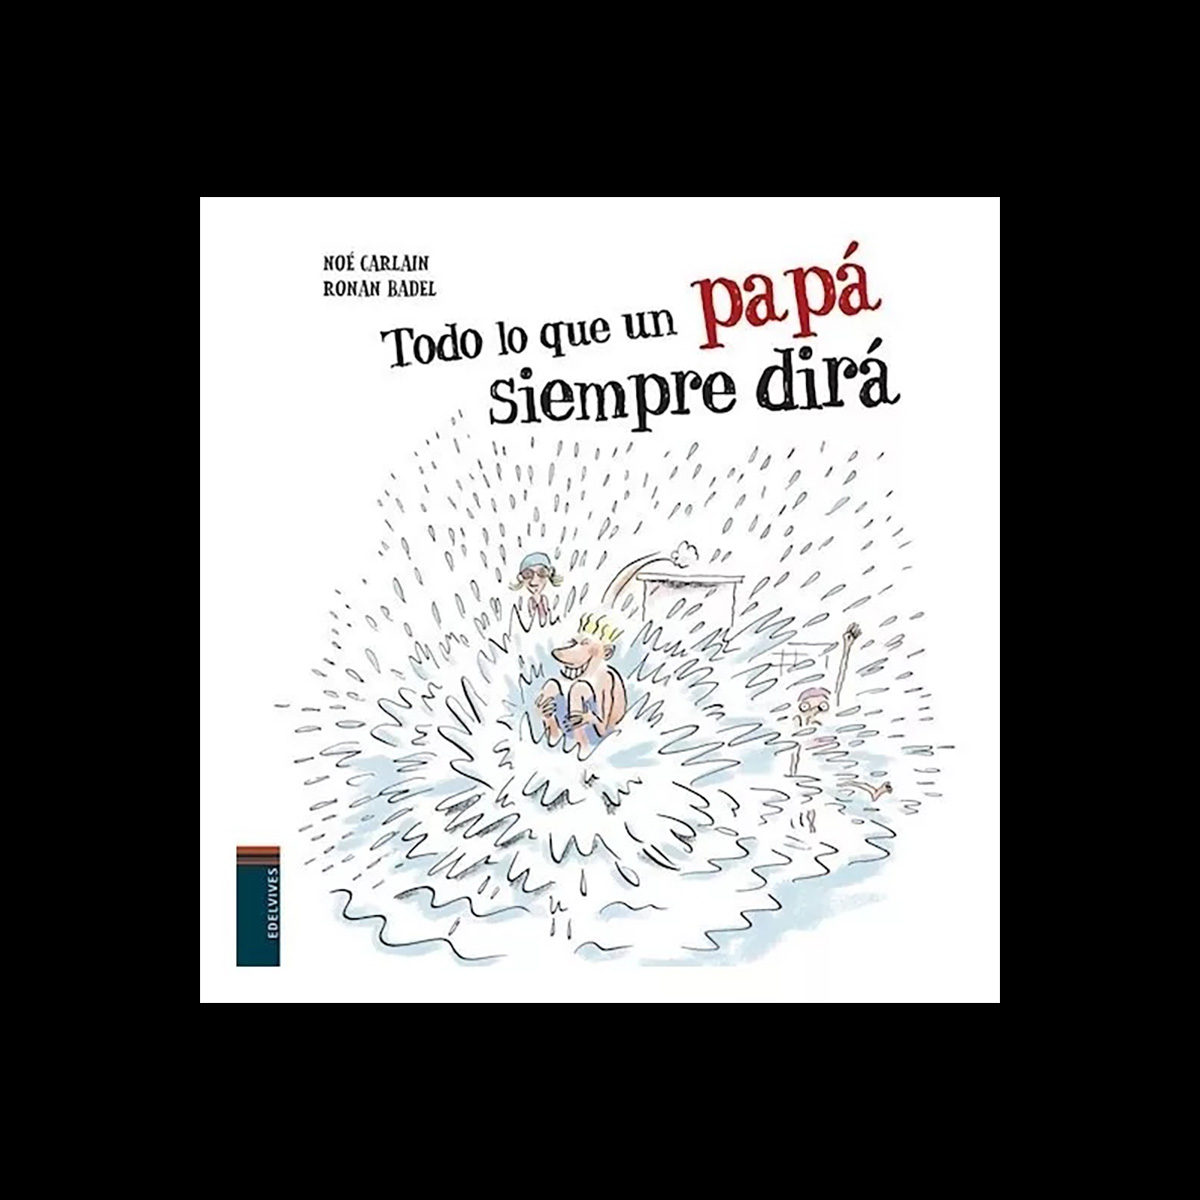 NOÉ CARLAIN
RONAN BADEL
Todo lo que un papá
siempre dirá
EDELVIVES